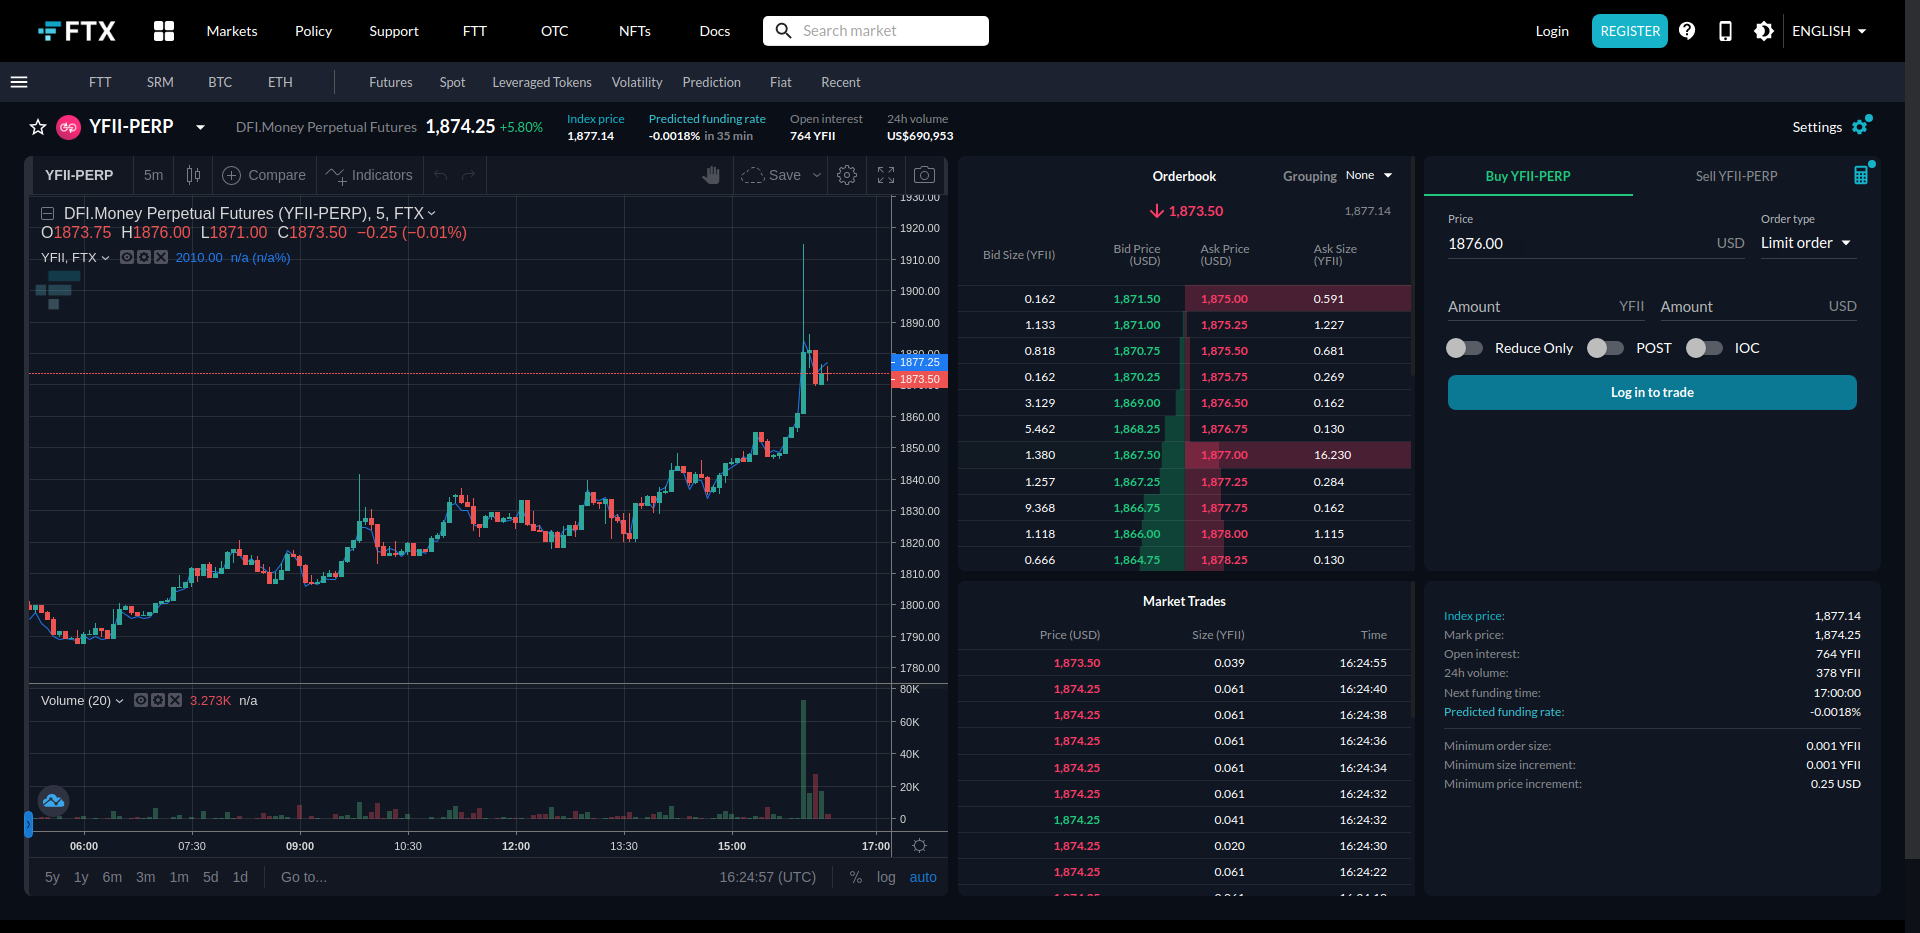 FTX
Markets Policy Support FTT OTC NFTs Docs
Search market
Login REGISTER ENGLISH
FTT SRM BTC ETH Futures Spot Leveraged Tokens Volatility Prediction Fiat Recent
YFII-PERP DFI.Money Perpetual Futures 1,874.25 +5.80%
Index price
1,877.14
Predicted funding rate
-0.0018% in 35 min
Open interest
764 YFII
24h volume
US$690,953
Settings
YFII-PERP 5m Compare Indicators Save
DFI.Money Perpetual Futures (YFII-PERP), 5, FTX
O1873.75 H1876.00 L1871.00 C1873.50 −0.25 (−0.01%)
YFII, FTX 2010.00 n/a (n/a%)
1930.00
1920.00
1910.00
1900.00
1890.00
1877.25
1873.50
1860.00
1850.00
1840.00
1830.00
1820.00
1810.00
1800.00
1790.00
1780.00
Volume (20) 3.273K n/a
80K
60K
40K
20K
0
06:00 07:30 09:00 10:30 12:00 13:30 15:00 17:00
5y 1y 6m 3m 1m 5d 1d Go to... 16:24:57 (UTC) % log auto
Orderbook Grouping None
1,873.50 1,877.14
Bid Size (YFII) Bid Price (USD) Ask Price (USD) Ask Size (YFII)
0.162 1,871.50 1,875.00 0.591
1.133 1,871.00 1,875.25 1.227
0.818 1,870.75 1,875.50 0.681
0.162 1,870.25 1,875.75 0.269
3.129 1,869.00 1,876.50 0.162
5.462 1,868.25 1,876.75 0.130
1.380 1,867.50 1,877.00 16.230
1.257 1,867.25 1,877.25 0.284
9.368 1,866.75 1,877.75 0.162
1.118 1,866.00 1,878.00 1.115
0.666 1,864.75 1,878.25 0.130
Market Trades
Price (USD) Size (YFII) Time
1,873.50 0.039 16:24:55
1,874.25 0.061 16:24:40
1,874.25 0.061 16:24:38
1,874.25 0.061 16:24:36
1,874.25 0.061 16:24:34
1,874.25 0.061 16:24:32
1,874.25 0.041 16:24:32
1,874.25 0.020 16:24:30
1,874.25 0.061 16:24:22
Buy YFII-PERP Sell YFII-PERP
Price Order type
1876.00 USD Limit order
Amount YFII Amount USD
Reduce Only POST IOC
Log in to trade
Index price: 1,877.14
Mark price: 1,874.25
Open interest: 764 YFII
24h volume: 378 YFII
Next funding time: 17:00:00
Predicted funding rate: -0.0018%
Minimum order size: 0.001 YFII
Minimum size increment: 0.001 YFII
Minimum price increment: 0.25 USD